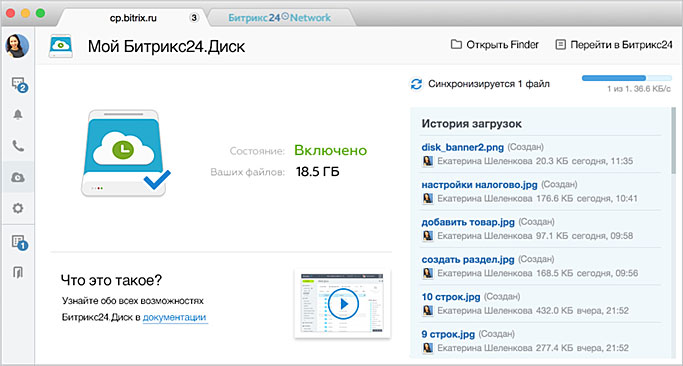 cp.bitrix.ru 3 Битрикс24 Network
Мой Битрикс24.Диск
Открыть Finder Перейти в Битрикс24
2
1
Синхронизируется 1 файл
1 из 1. 36.6 КБ/с
Состояние: Включено
Ваших файлов: 18.5 ГБ
Что это такое?
Узнайте обо всех возможностях
Битрикс24.Диск в документации
История загрузок
disk_banner2.png (Создан)
Екатерина Шеленкова 20.3 КБ сегодня, 11:35
настройки налогово.jpg (Создан)
Екатерина Шеленкова 176.6 КБ сегодня, 10:41
добавить товар.jpg (Создан)
Екатерина Шеленкова 97.1 КБ сегодня, 09:58
создать раздел.jpg (Создан)
Екатерина Шеленкова 168.5 КБ сегодня, 09:56
10 строк.jpg (Создан)
Екатерина Шеленкова 432.0 КБ вчера, 21:52
9 строк.jpg (Создан)
Екатерина Шеленкова 277.4 КБ вчера, 21:52